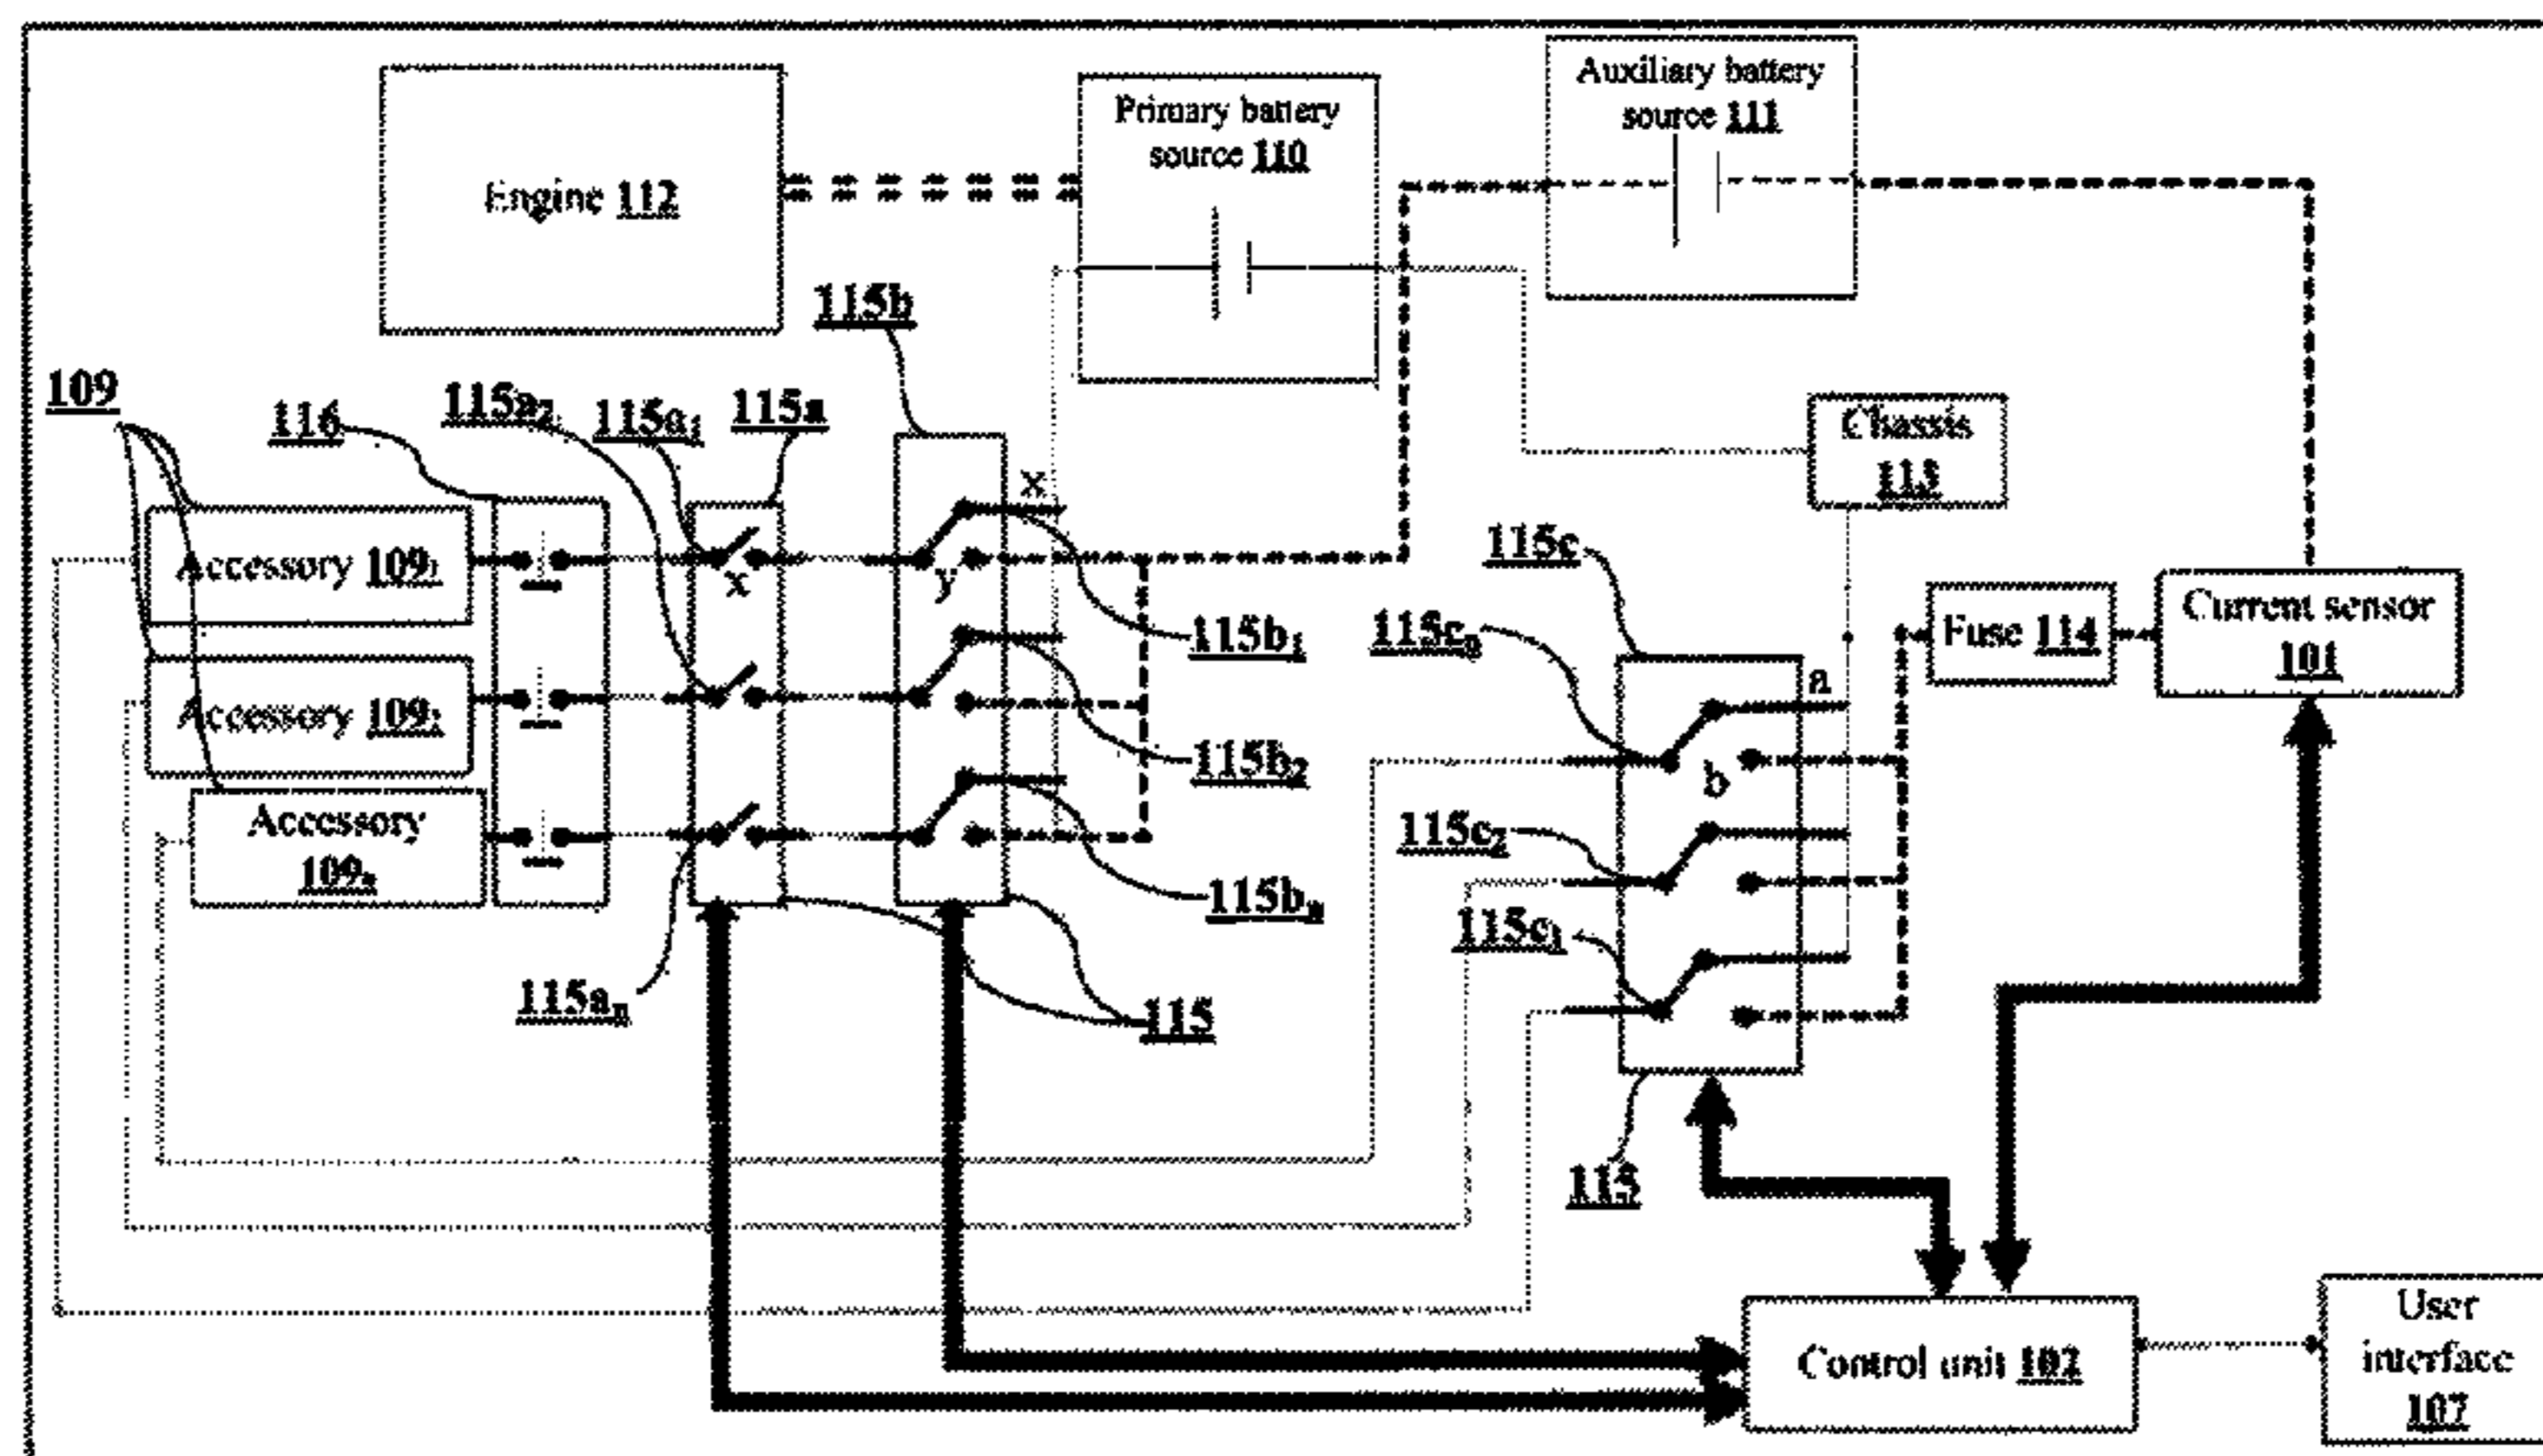 Auxiliary battery
source 111
Primary battery
source 110
Engine 112
115b
109
116
115a₂
115a₁
115a
Chassis
113
x
115c
Accessory 109₁
x
y
115b₁
115cₙ
Fuse 114
Current sensor
101
Accessory 109₂
a
115b₂
b
Accessory
109ₙ
115c₂
115bₙ
115c₁
115aₙ
115
115
Control unit 102
User
interface
107